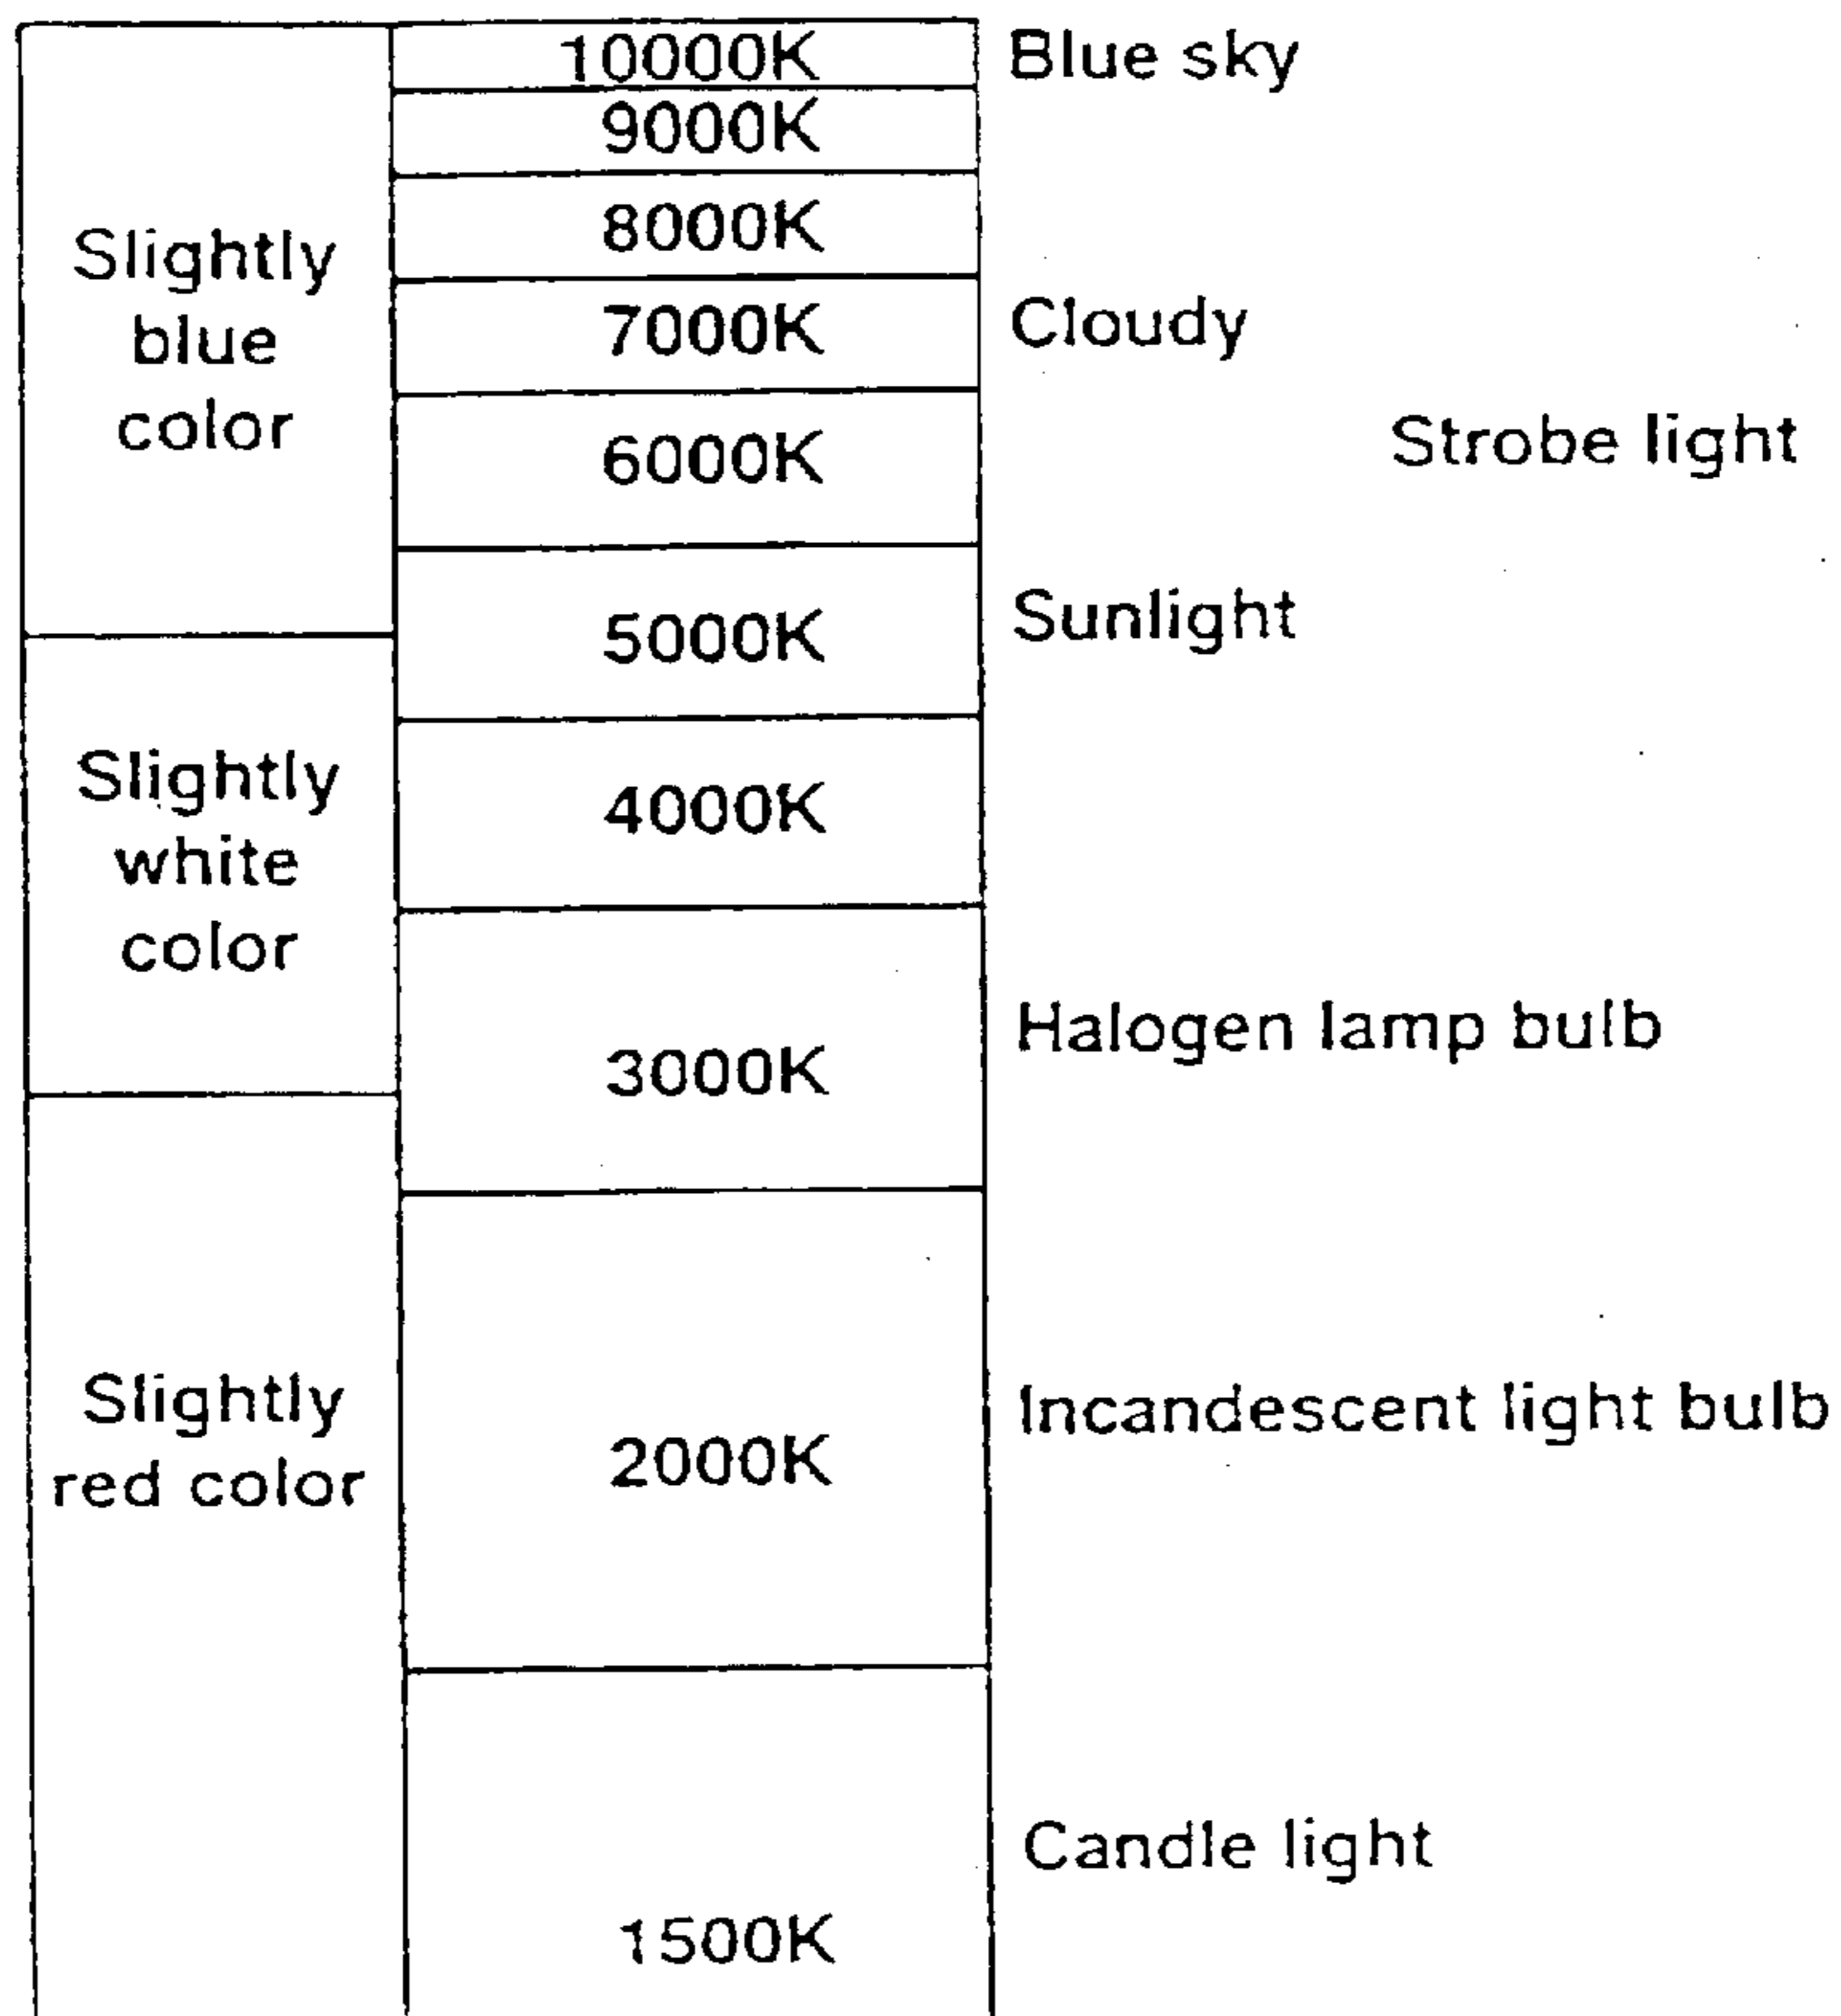 10000K Blue sky
9000K
8000K
Slightly
blue
color
7000K Cloudy
6000K Strobe light
5000K Sunlight
Slightly
white
color
4000K
3000K Halogen lamp bulb
Slightly
red color
2000K Incandescent light bulb
1500K Candle light